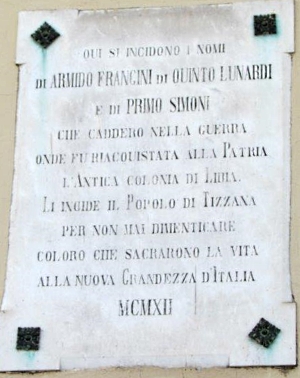 QUI SI INCIDONO I NOMI
DI ARMIDO FRANCINI DI QUINTO LUNARDI
E DI PRIMO SIMONI
CHE CADDERO NELLA GUERRA
ONDE FU RIACQUISTATA ALLA PATRIA
L'ANTICA COLONIA DI LIBIA.
LI INCIDE IL POPOLO DI TIZZANA
PER NON MAI DIMENTICARE
COLORO CHE SACRARONO LA VITA
ALLA NUOVA GRANDEZZA D'ITALIA
MCMXII